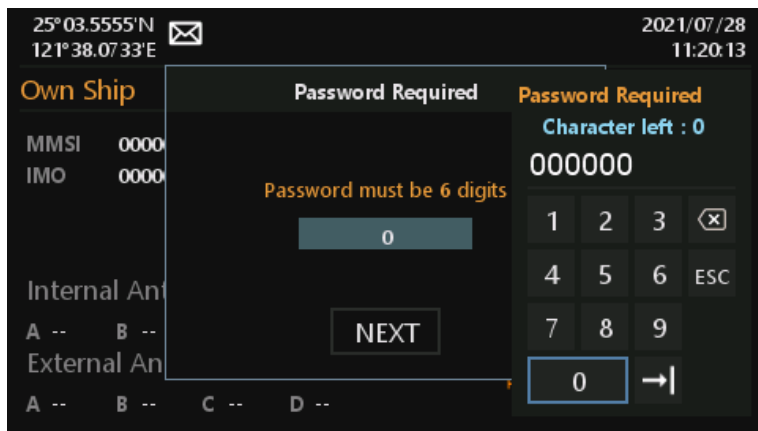 25°03.5555'N
121°38.0733'E
2021/07/28
11:20:13
Own Ship
MMSI 0000
IMO 0000
Internal Ant
A -- B --
External An
A -- B -- C -- D --
Password Required
Password must be 6 digits
0
NEXT
Password Required
Character left : 0
000000
1 2 3
4 5 6 ESC
7 8 9
0